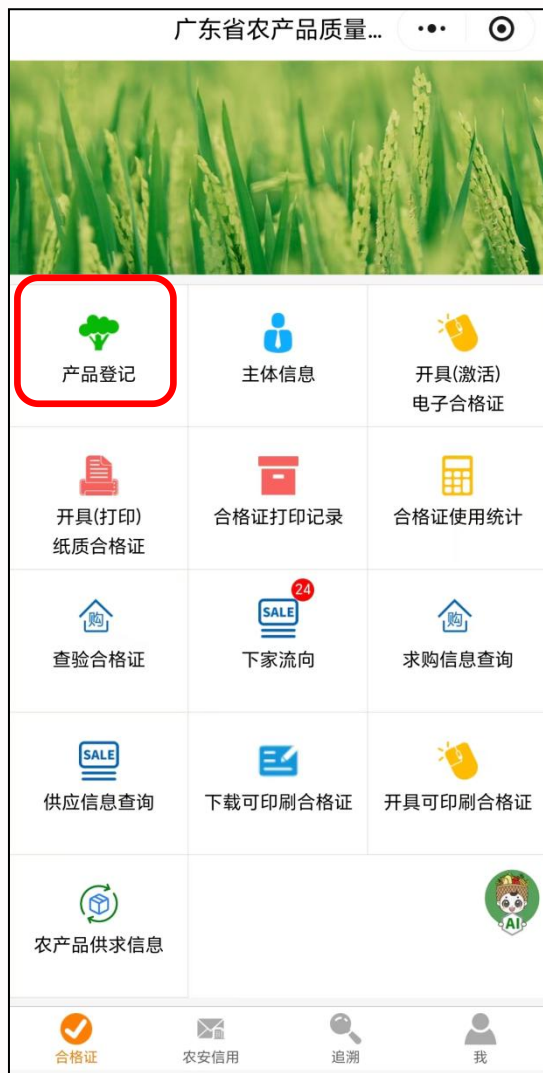 广东省农产品质量...
产品登记
主体信息
开具(激活)
电子合格证
开具(打印)
纸质合格证
合格证打印记录
合格证使用统计
购
查验合格证
24
SALE
下家流向
购
求购信息查询
SALE
供应信息查询
下载可印刷合格证
开具可印刷合格证
农产品供求信息
AI
合格证
农安信用
追溯
我